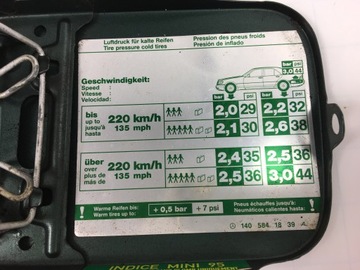 Luftdruck für kalte Reifen
Tire pressure cold tires
Pression des pneus froids
Presión de inflado
Geschwindigkeit:
Speed :
Vitesse :
Velocidad:
bar psi
3,0 44
bis
up to
jusqu'à
hasta
220 km/h
135 mph
2,0 29 2,2 32
2,1 30 2,6 38
über
over
plus de
más de
220 km/h
135 mph
2,4 35 2,5 36
2,5 36 3,0 44
Warme Reifen bis:
Warm tires up to:
+ 0,5 bar + 7 psi
Pneus échauffés jusqu'à:
Neumáticos calientes hasta:
140 584 18 39
INDICE MINI 95